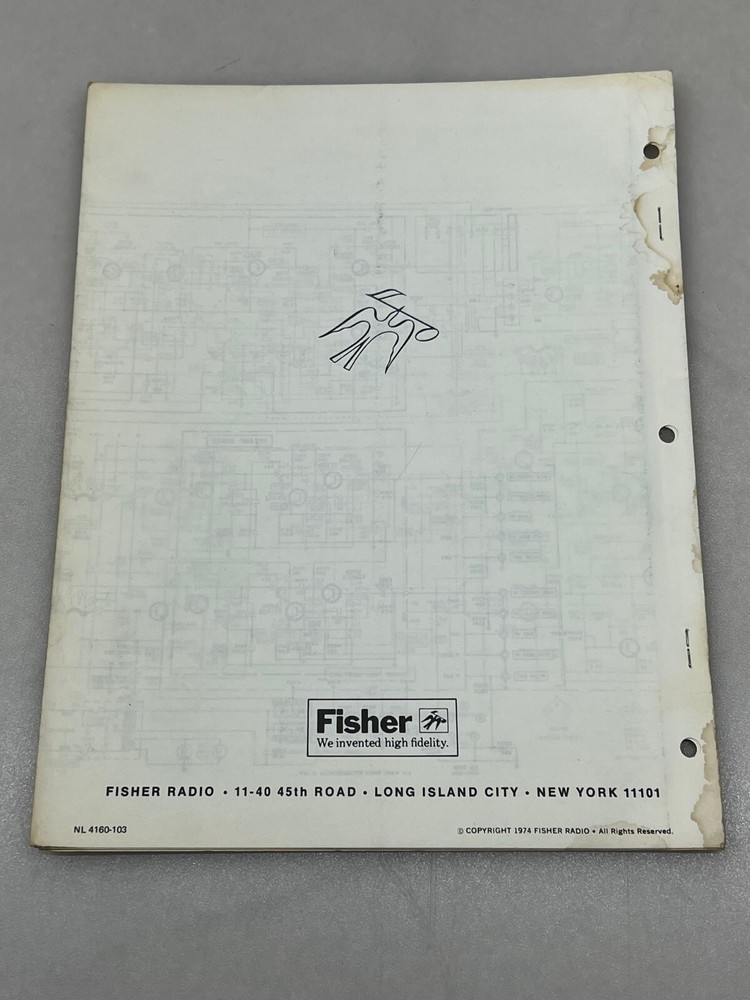 Fisher
We invented high fidelity.
FISHER RADIO • 11-40 45th ROAD • LONG ISLAND CITY • NEW YORK 11101
NL 4160-103
© COPYRIGHT 1974 FISHER RADIO • All Rights Reserved.